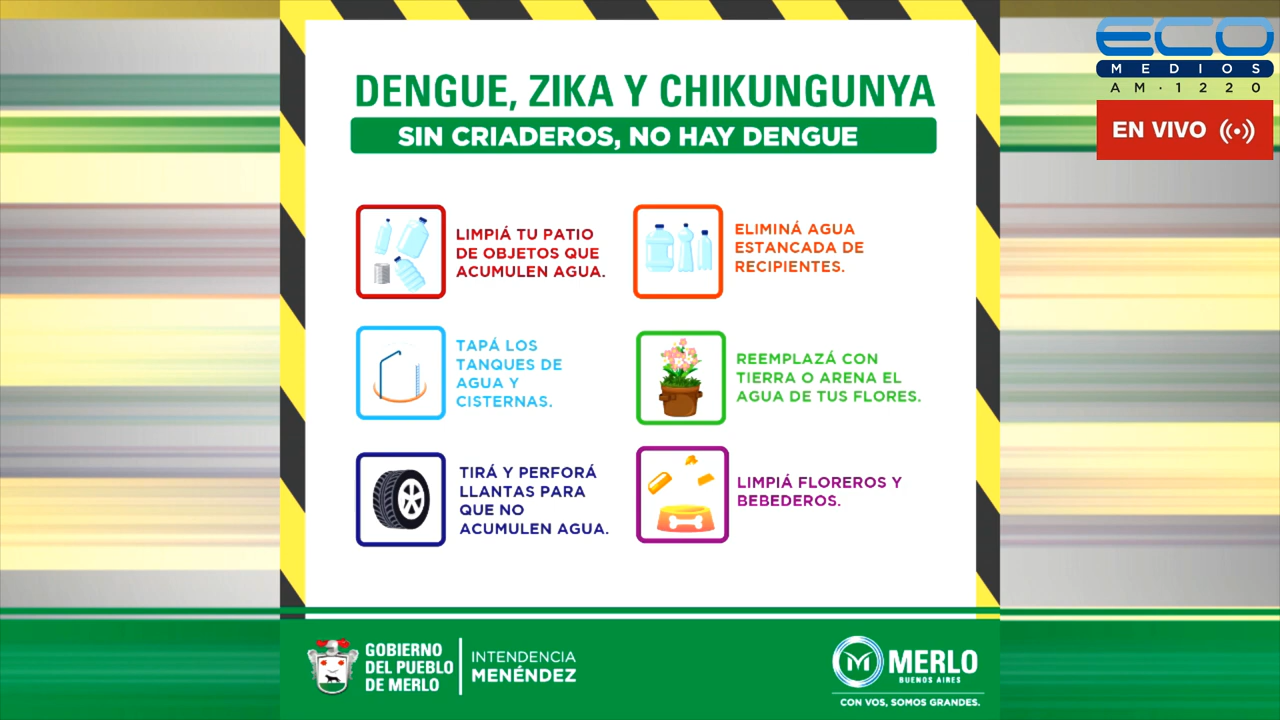 DENGUE, ZIKA Y CHIKUNGUNYA
SIN CRIADEROS, NO HAY DENGUE
LIMPIÁ TU PATIO
DE OBJETOS QUE
ACUMULEN AGUA.
ELIMINÁ AGUA
ESTANCADA DE
RECIPIENTES.
TAPÁ LOS
TANQUES DE
AGUA Y
CISTERNAS.
REEMPLAZÁ CON
TIERRA O ARENA EL
AGUA DE TUS FLORES.
TIRÁ Y PERFORÁ
LLANTAS PARA
QUE NO
ACUMULEN AGUA.
LIMPIÁ FLOREROS Y
BEBEDEROS.
GOBIERNO
DEL PUEBLO
DE MERLO
INTENDENCIA
MENÉNDEZ
M
MERLO
BUENOS AIRES
CON VOS, SOMOS GRANDES.
ECO
MEDIOS
AM·1220
EN VIVO